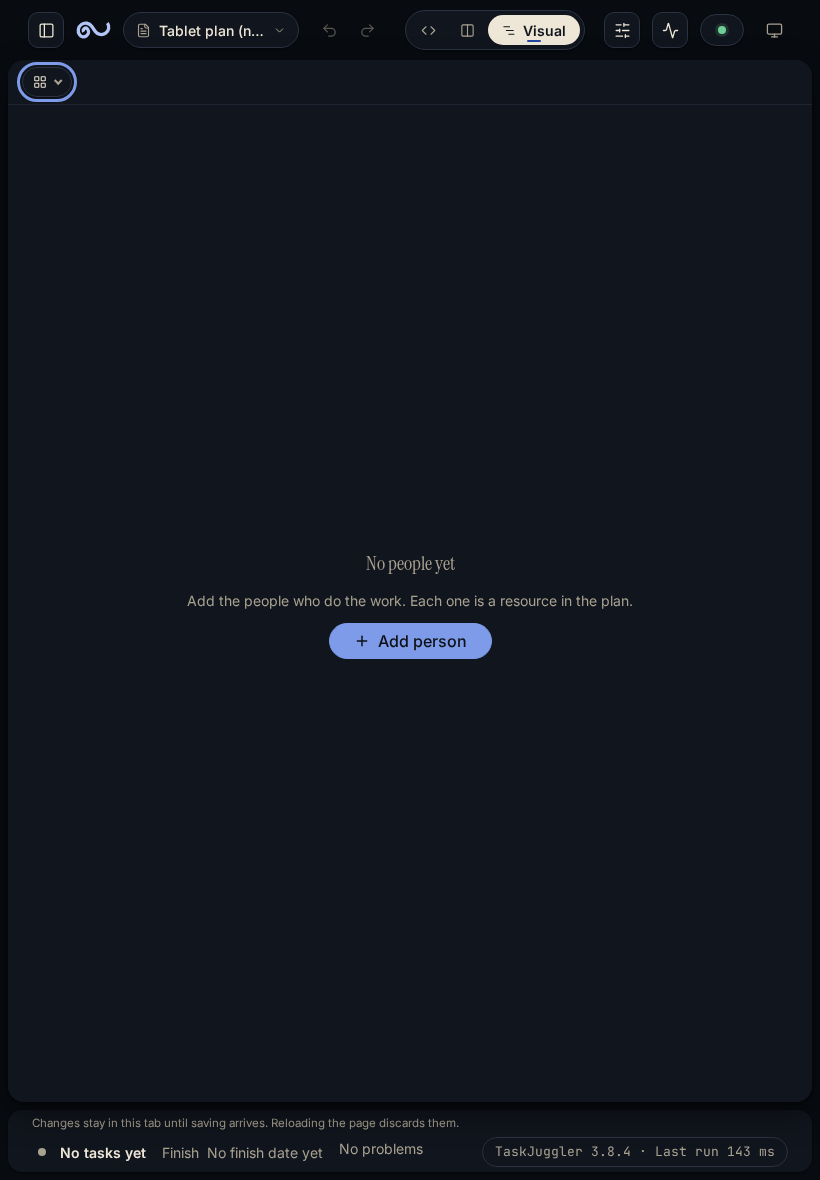 Tablet plan (n...
Visual
No people yet
Add the people who do the work. Each one is a resource in the plan.
Add person
Changes stay in this tab until saving arrives. Reloading the page discards them.
No tasks yet Finish No finish date yet No problems TaskJuggler 3.8.4 · Last run 143 ms